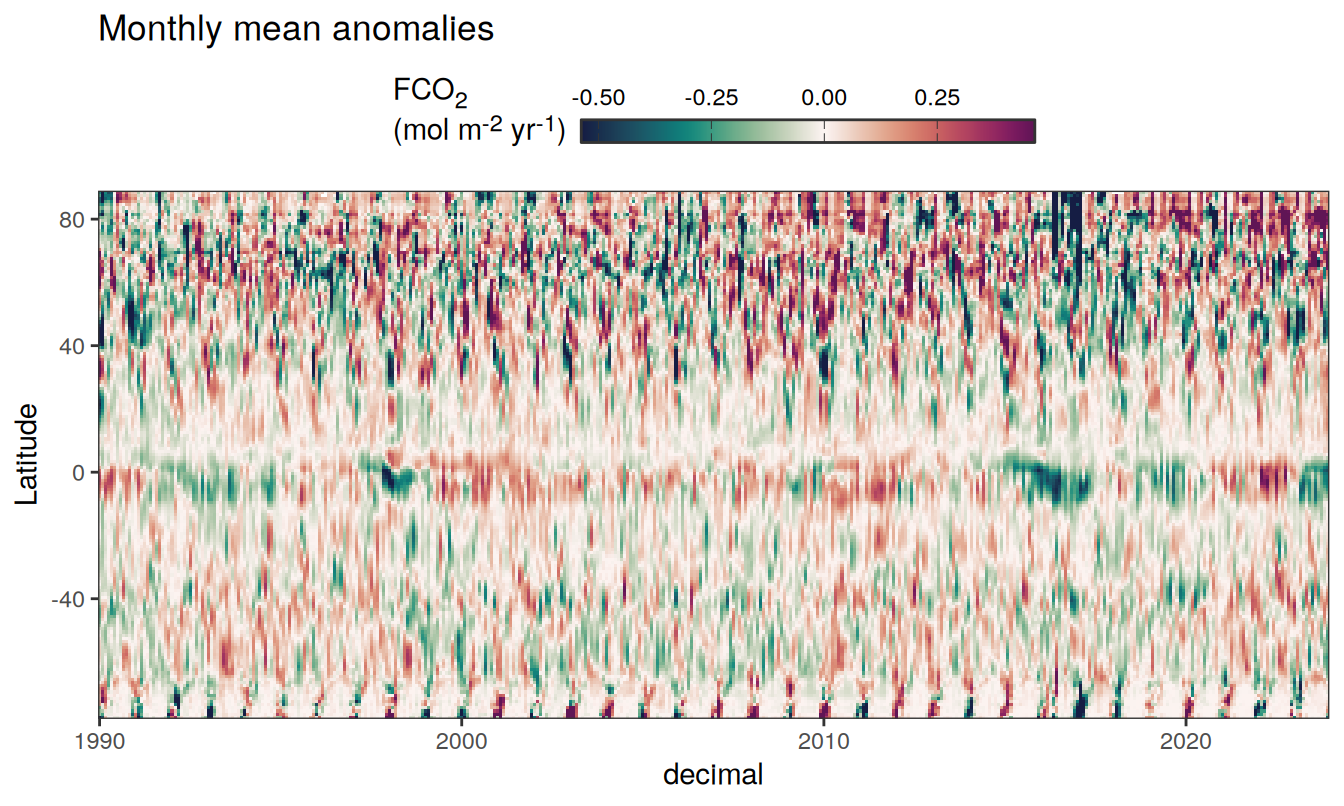 Monthly mean anomalies
FCO₂
(mol m⁻² yr⁻¹)
-0.50 -0.25 0.00 0.25
80
40
0
-40
Latitude
1990 2000 2010 2020
decimal